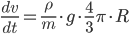 dv/dt = ρ/m · g · 4/3 π · R